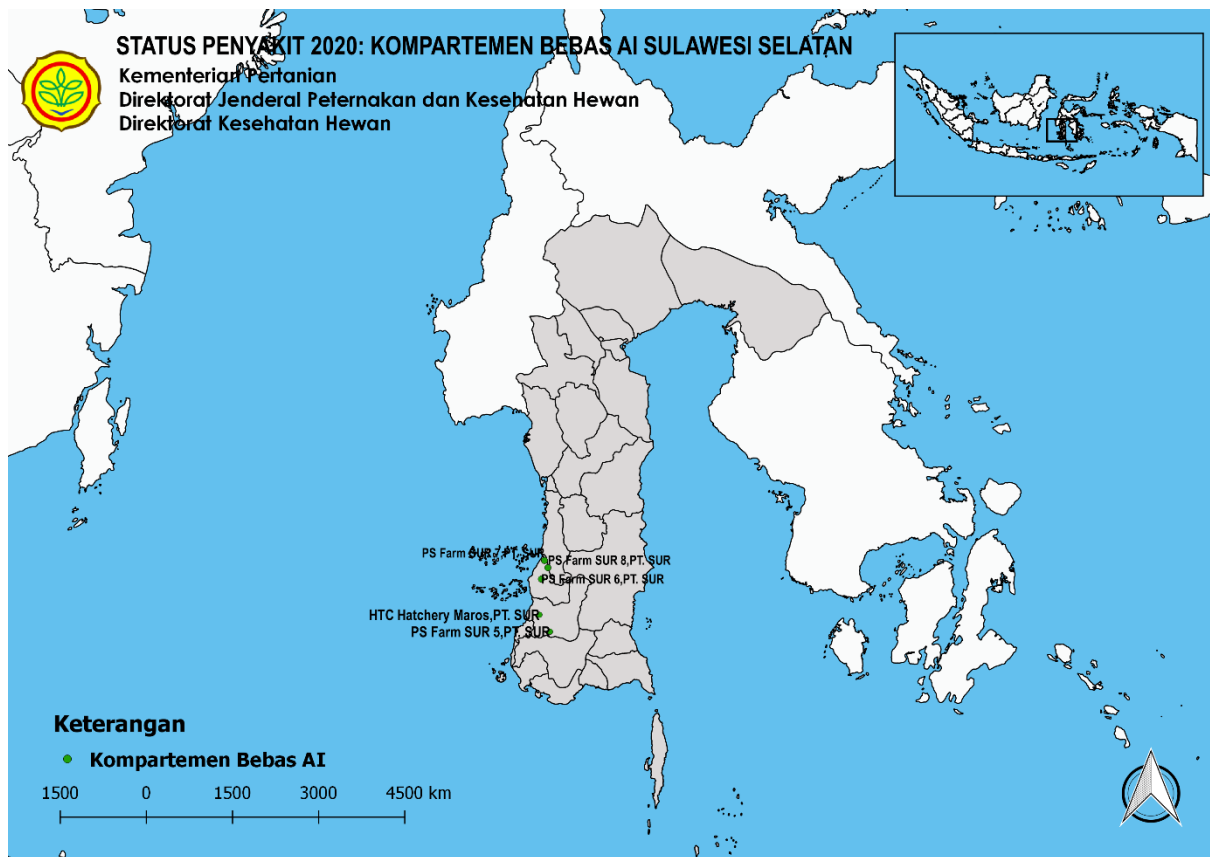 STATUS PENYAKIT 2020: KOMPARTEMEN BEBAS AI SULAWESI SELATAN
Kementerian Pertanian
Direktorat Jenderal Peternakan dan Kesehatan Hewan
Direktorat Kesehatan Hewan
PS Farm SUR 7,PT. SUR
PS Farm SUR 8,PT. SUR
PS Farm SUR 6,PT. SUR
HTC Hatchery Maros,PT. SUR
PS Farm SUR 5,PT. SUR
Keterangan
Kompartemen Bebas AI
1500 0 1500 3000 4500 km